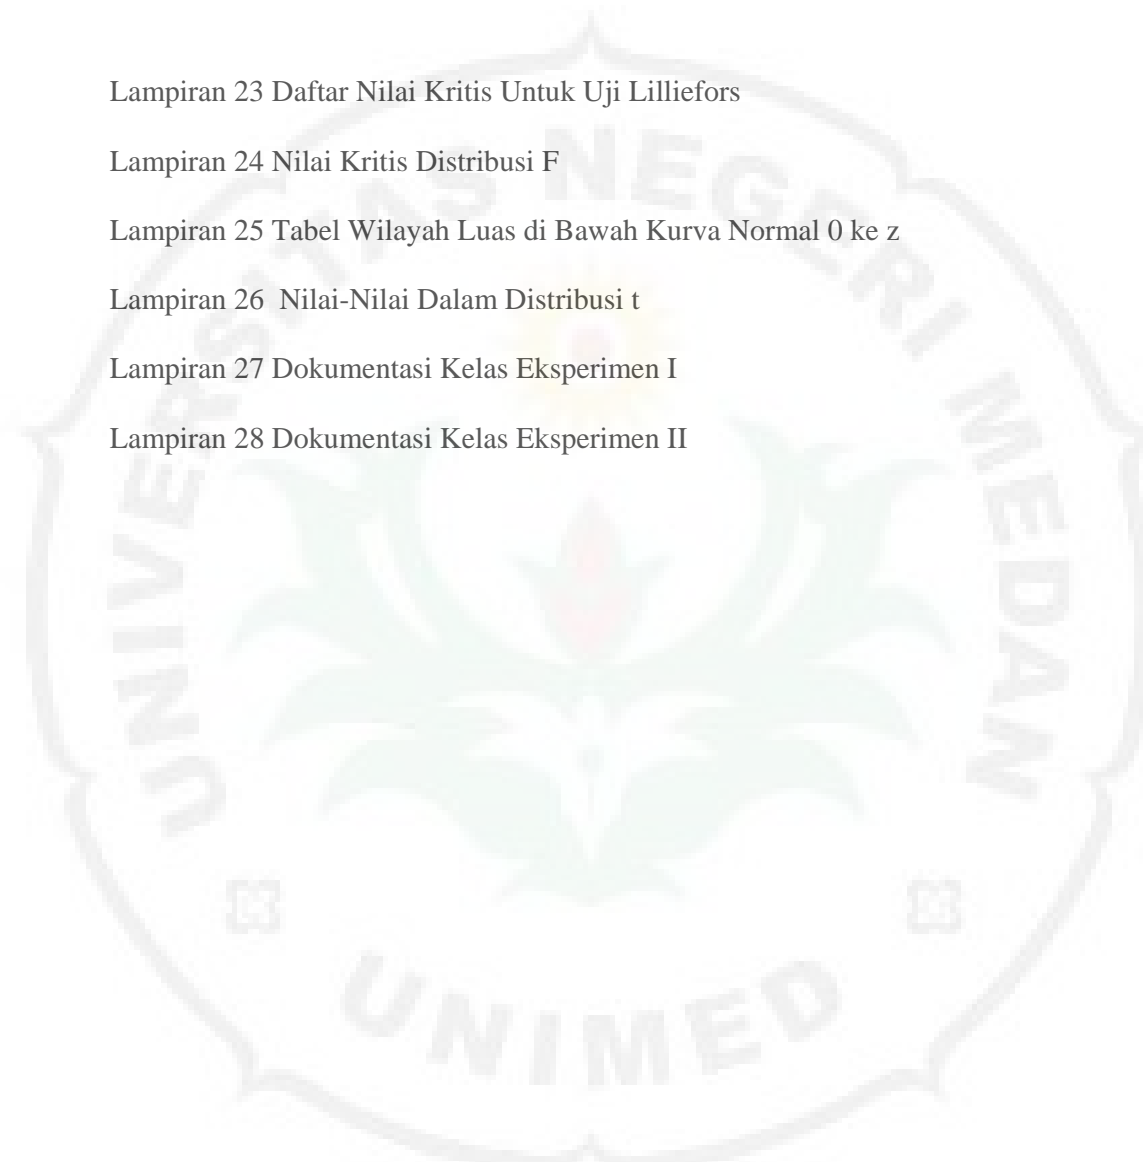 Lampiran 23 Daftar Nilai Kritis Untuk Uji Lilliefors
Lampiran 24 Nilai Kritis Distribusi F
Lampiran 25 Tabel Wilayah Luas di Bawah Kurva Normal 0 ke z
Lampiran 26  Nilai-Nilai Dalam Distribusi t
Lampiran 27 Dokumentasi Kelas Eksperimen I
Lampiran 28 Dokumentasi Kelas Eksperimen II
UNIVERSITAS NEGERI MEDAN
UNIMED